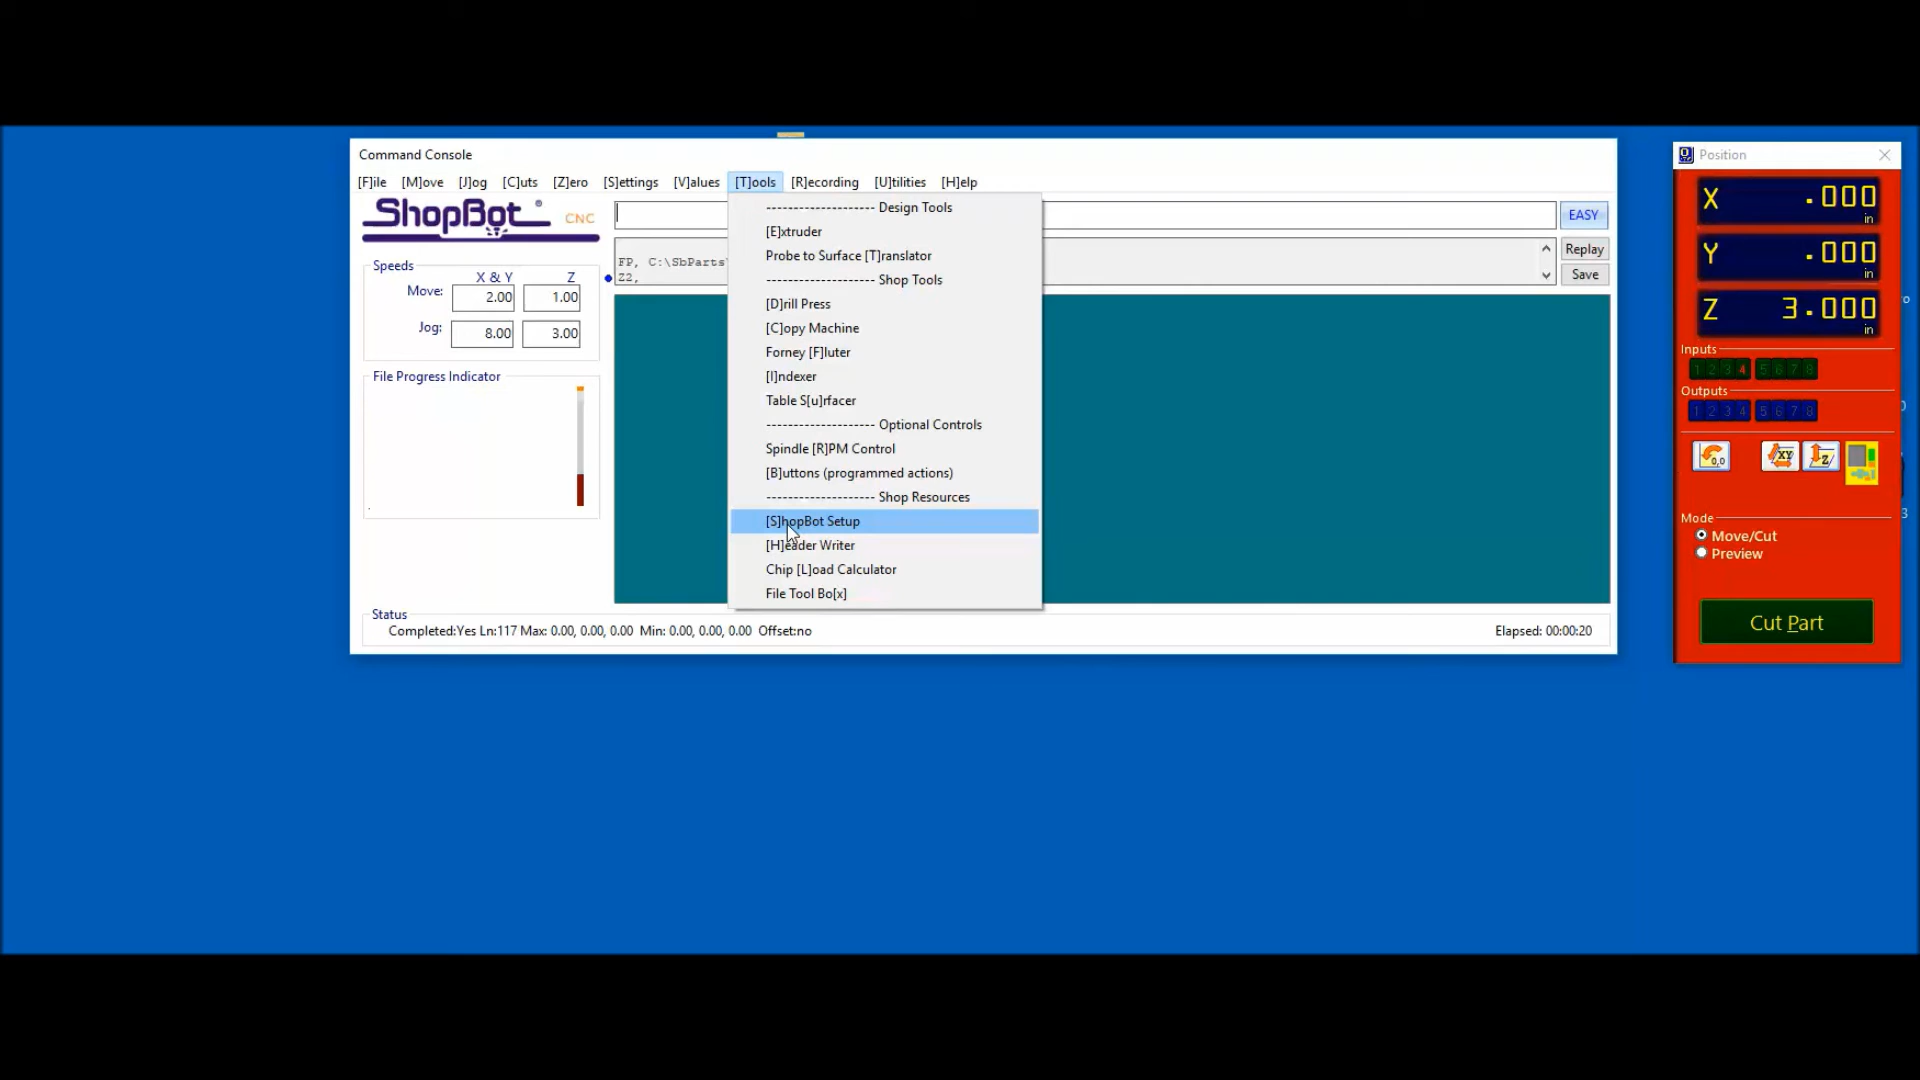 Command Console
[F]ile [M]ove [J]og [C]uts [Z]ero [S]ettings [V]alues [T]ools [R]ecording [U]tilities [H]elp
ShopBot ® CNC
EASY
FP, C:\SbParts\
Z2,
Replay
Save
Speeds
X & Y Z
Move: 2.00 1.00
Jog: 8.00 3.00
File Progress Indicator
.
-------------------- Design Tools
[E]xtruder
Probe to Surface [T]ranslator
-------------------- Shop Tools
[D]rill Press
[C]opy Machine
Forney [F]luter
[I]ndexer
Table S[u]rfacer
-------------------- Optional Controls
Spindle [R]PM Control
[B]uttons (programmed actions)
-------------------- Shop Resources
[S]hopBot Setup
[H]eader Writer
Chip [L]oad Calculator
File Tool Bo[x]
Status
Completed:Yes Ln:117 Max: 0.00, 0.00, 0.00 Min: 0.00, 0.00, 0.00 Offset:no
Elapsed: 00:00:20
Position
X .000
in
Y .000
in
Z 3.000
in
Inputs
1 2 3 4 5 6 7 8
Outputs
1 2 3 4 5 6 7 8
0,0 XY Z
Mode
Move/Cut
Preview
Cut Part